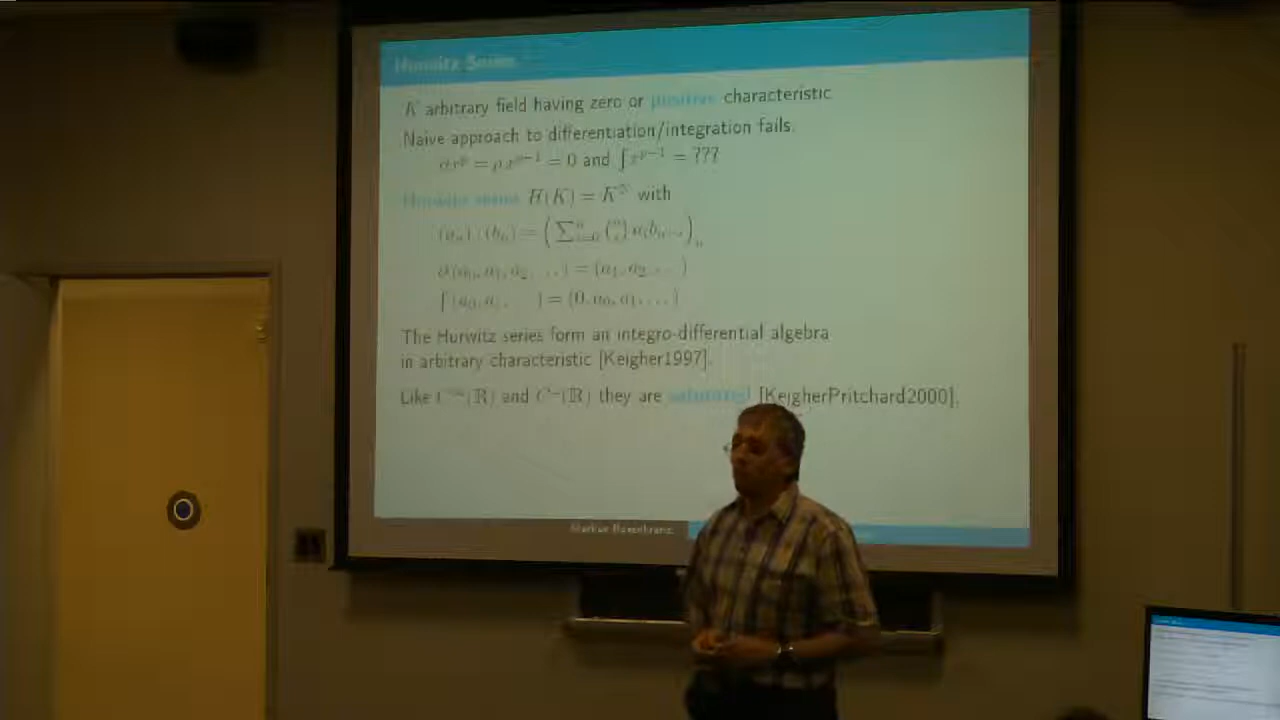 Hurwitz Series
K arbitrary field having zero or positive characteristic
Naive approach to differentiation/integration fails.
∂x^p = p x^{p−1} = 0 and ∫ x^{p−1} = ???
Hurwitz series H(K) = K^ℕ with
(a_n) (b_n) = ( ∑_{i=0}^n (n i) a_i b_{n−i} )_n
∂(a_0, a_1, a_2, . . .) = (a_1, a_2, . . .)
∫(a_0, a_1, . . .) = (0, a_0, a_1, . . .)
The Hurwitz series form an integro-differential algebra
in arbitrary characteristic [Keigher1997].
Like C^∞(ℝ) and C^ω(ℝ) they are saturated [KeigherPritchard2000].
Markus Rosenkranz